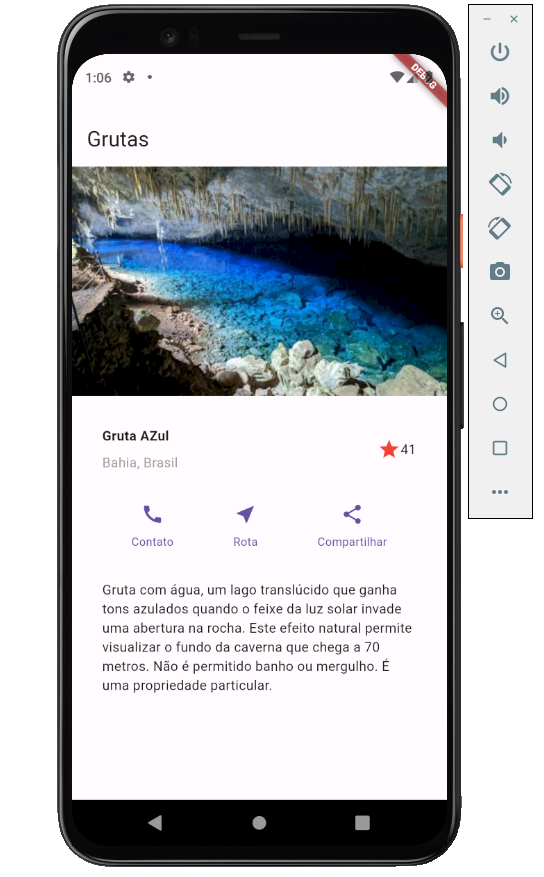 1:06
DEBUG
Grutas
Gruta AZul
Bahia, Brasil
41
Contato
Rota
Compartilhar
Gruta com água, um lago translúcido que ganha
tons azulados quando o feixe da luz solar invade
uma abertura na rocha. Este efeito natural permite
visualizar o fundo da caverna que chega a 70
metros. Não é permitido banho ou mergulho. É
uma propriedade particular.